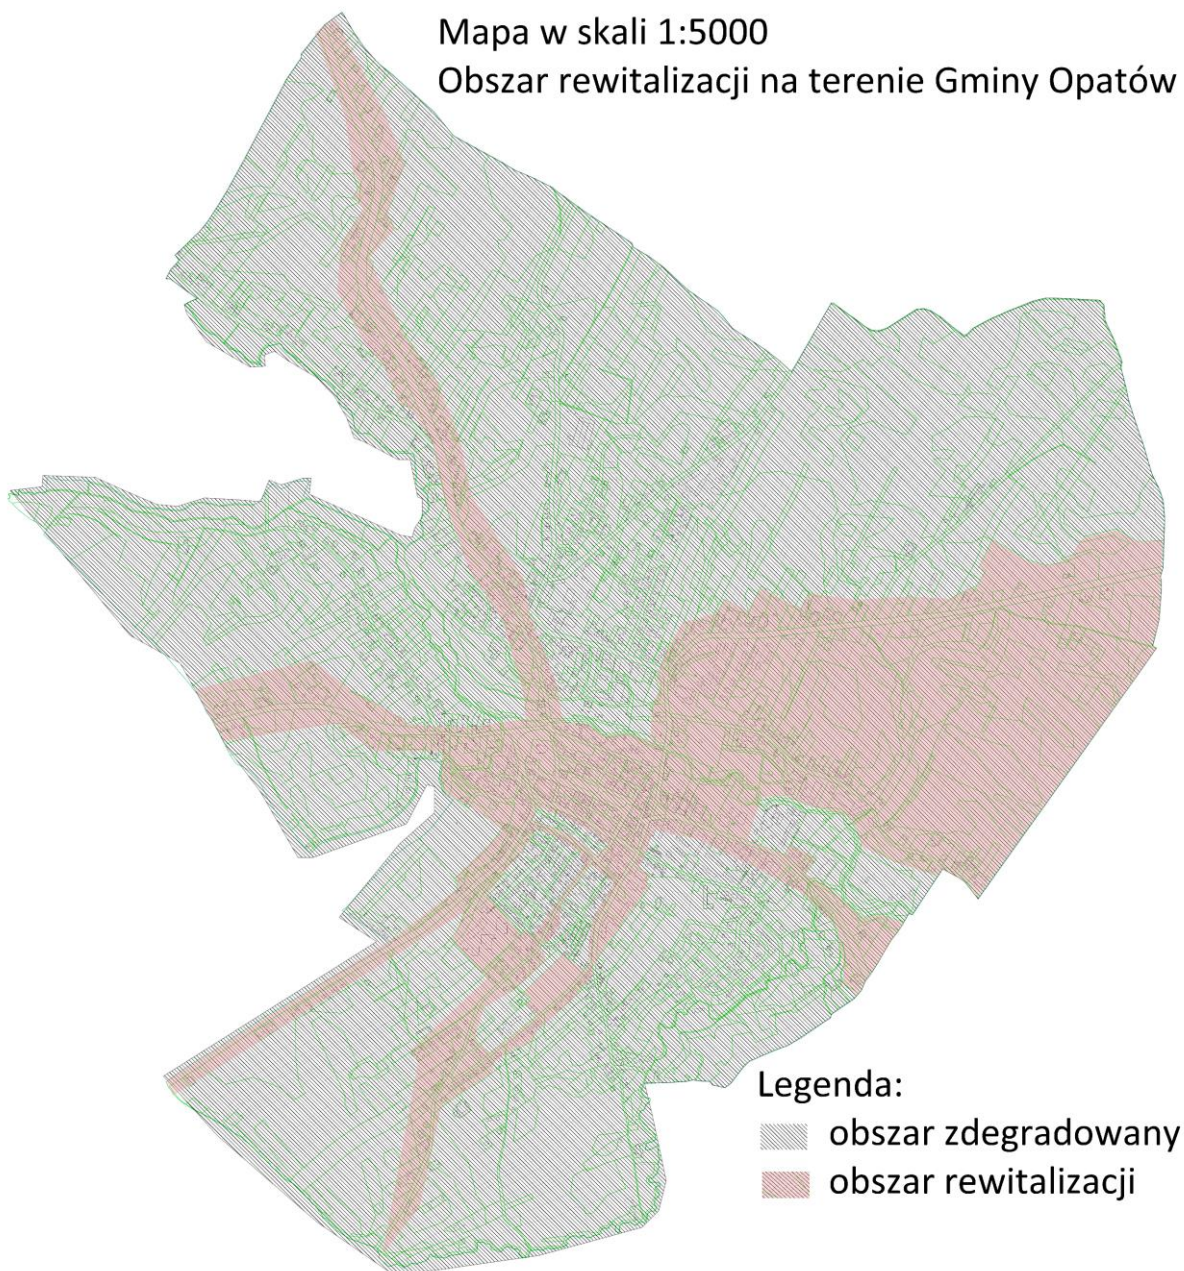 Mapa w skali 1:5000
Obszar rewitalizacji na terenie Gminy Opatów
Legenda:
obszar zdegradowany
obszar rewitalizacji